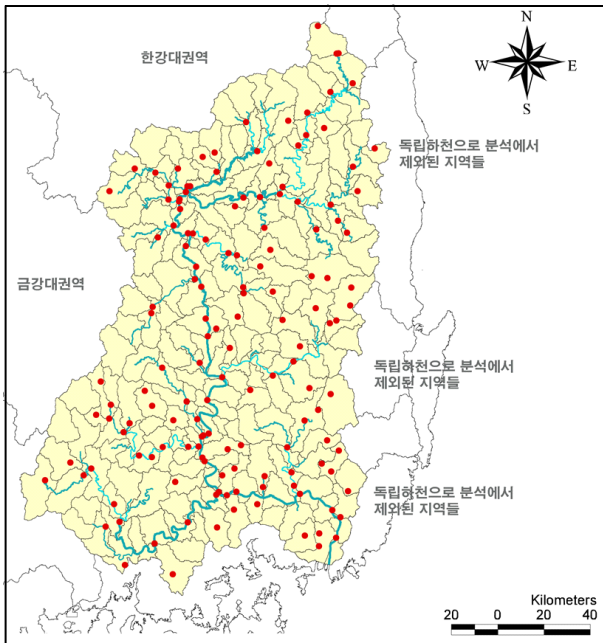 한강대권역
N
W E
S
독립하천으로 분석에서
제외된 지역들
금강대권역
독립하천으로 분석에서
제외된 지역들
독립하천으로 분석에서
제외된 지역들
Kilometers
20 0 20 40